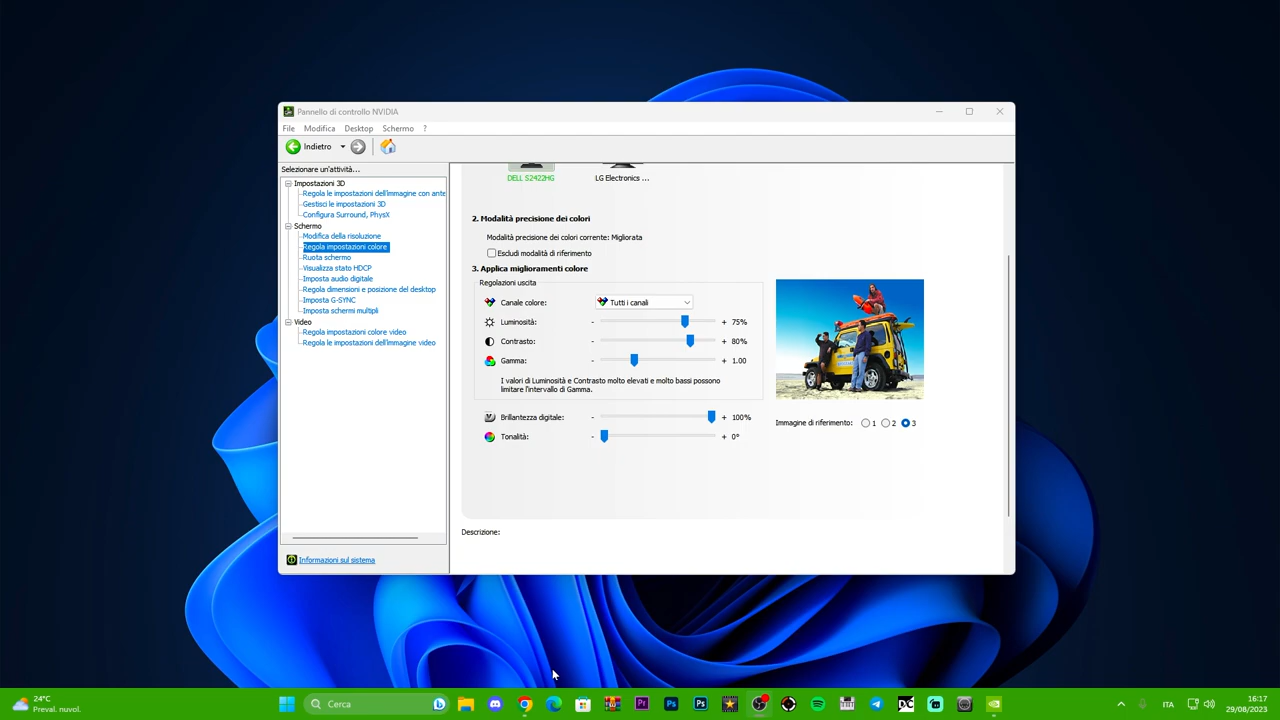 Pannello di controllo NVIDIA
File Modifica Desktop Schermo ?
Indietro
Selezionare un'attività...
Impostazioni 3D
Regola le impostazioni dell'immagine con ante
Gestisci le impostazioni 3D
Configura Surround, PhysX
Schermo
Modifica della risoluzione
Regola impostazioni colore
Ruota schermo
Visualizza stato HDCP
Imposta audio digitale
Regola dimensioni e posizione del desktop
Imposta G-SYNC
Imposta schermi multipli
Video
Regola impostazioni colore video
Regola le impostazioni dell'immagine video
Informazioni sul sistema
DELL S2422HG LG Electronics ...
2. Modalità precisione dei colori
Modalità precisione dei colori corrente: Migliorata
Escludi modalità di riferimento
3. Applica miglioramenti colore
Regolazioni uscita
Canale colore: Tutti i canali
Luminosità: - + 75%
Contrasto: - + 80%
Gamma: - + 1.00
I valori di Luminosità e Contrasto molto elevati e molto bassi possono
limitare l'intervallo di Gamma.
Brillantezza digitale: - + 100%
Tonalità: - + 0°
Immagine di riferimento: 1 2 3
Descrizione:
24°C
Preval. nuvol.
Cerca
Pr
Ps
Ps
ITA
16:17
29/08/2023